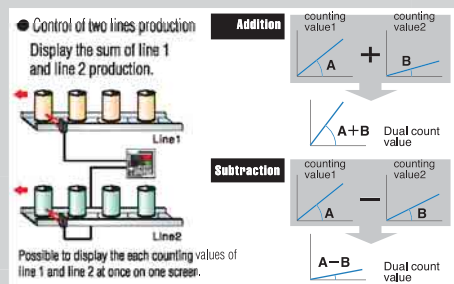 ● Control of two lines production
Display the sum of line 1
and line 2 production.
Line1
Line2
Possible to display the each counting values of
line 1 and line 2 at once on one screen.
Addition
counting
value1
counting
value2
A
+
B
A+B
Dual count
value
Subtraction
counting
value1
counting
value2
A
−
B
A−B
Dual count
value